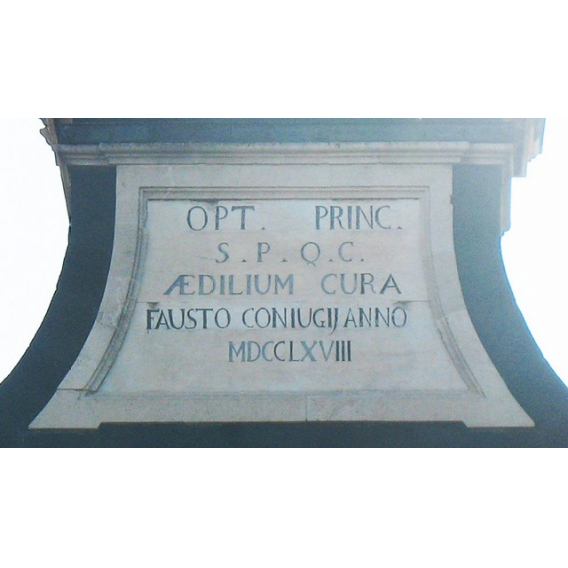 OPT. PRINC.
S.P.Q.C.
ÆDILIUM CURA
FAUSTO CONIUGIJ ANNO
MDCCLXVIII